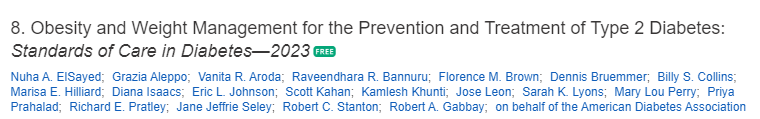 8. Obesity and Weight Management for the Prevention and Treatment of Type 2 Diabetes:
Standards of Care in Diabetes—2023 FREE
Nuha A. ElSayed; Grazia Aleppo; Vanita R. Aroda; Raveendhara R. Bannuru; Florence M. Brown; Dennis Bruemmer; Billy S. Collins;
Marisa E. Hilliard; Diana Isaacs; Eric L. Johnson; Scott Kahan; Kamlesh Khunti; Jose Leon; Sarah K. Lyons; Mary Lou Perry; Priya
Prahalad; Richard E. Pratley; Jane Jeffrie Seley; Robert C. Stanton; Robert A. Gabbay; on behalf of the American Diabetes Association